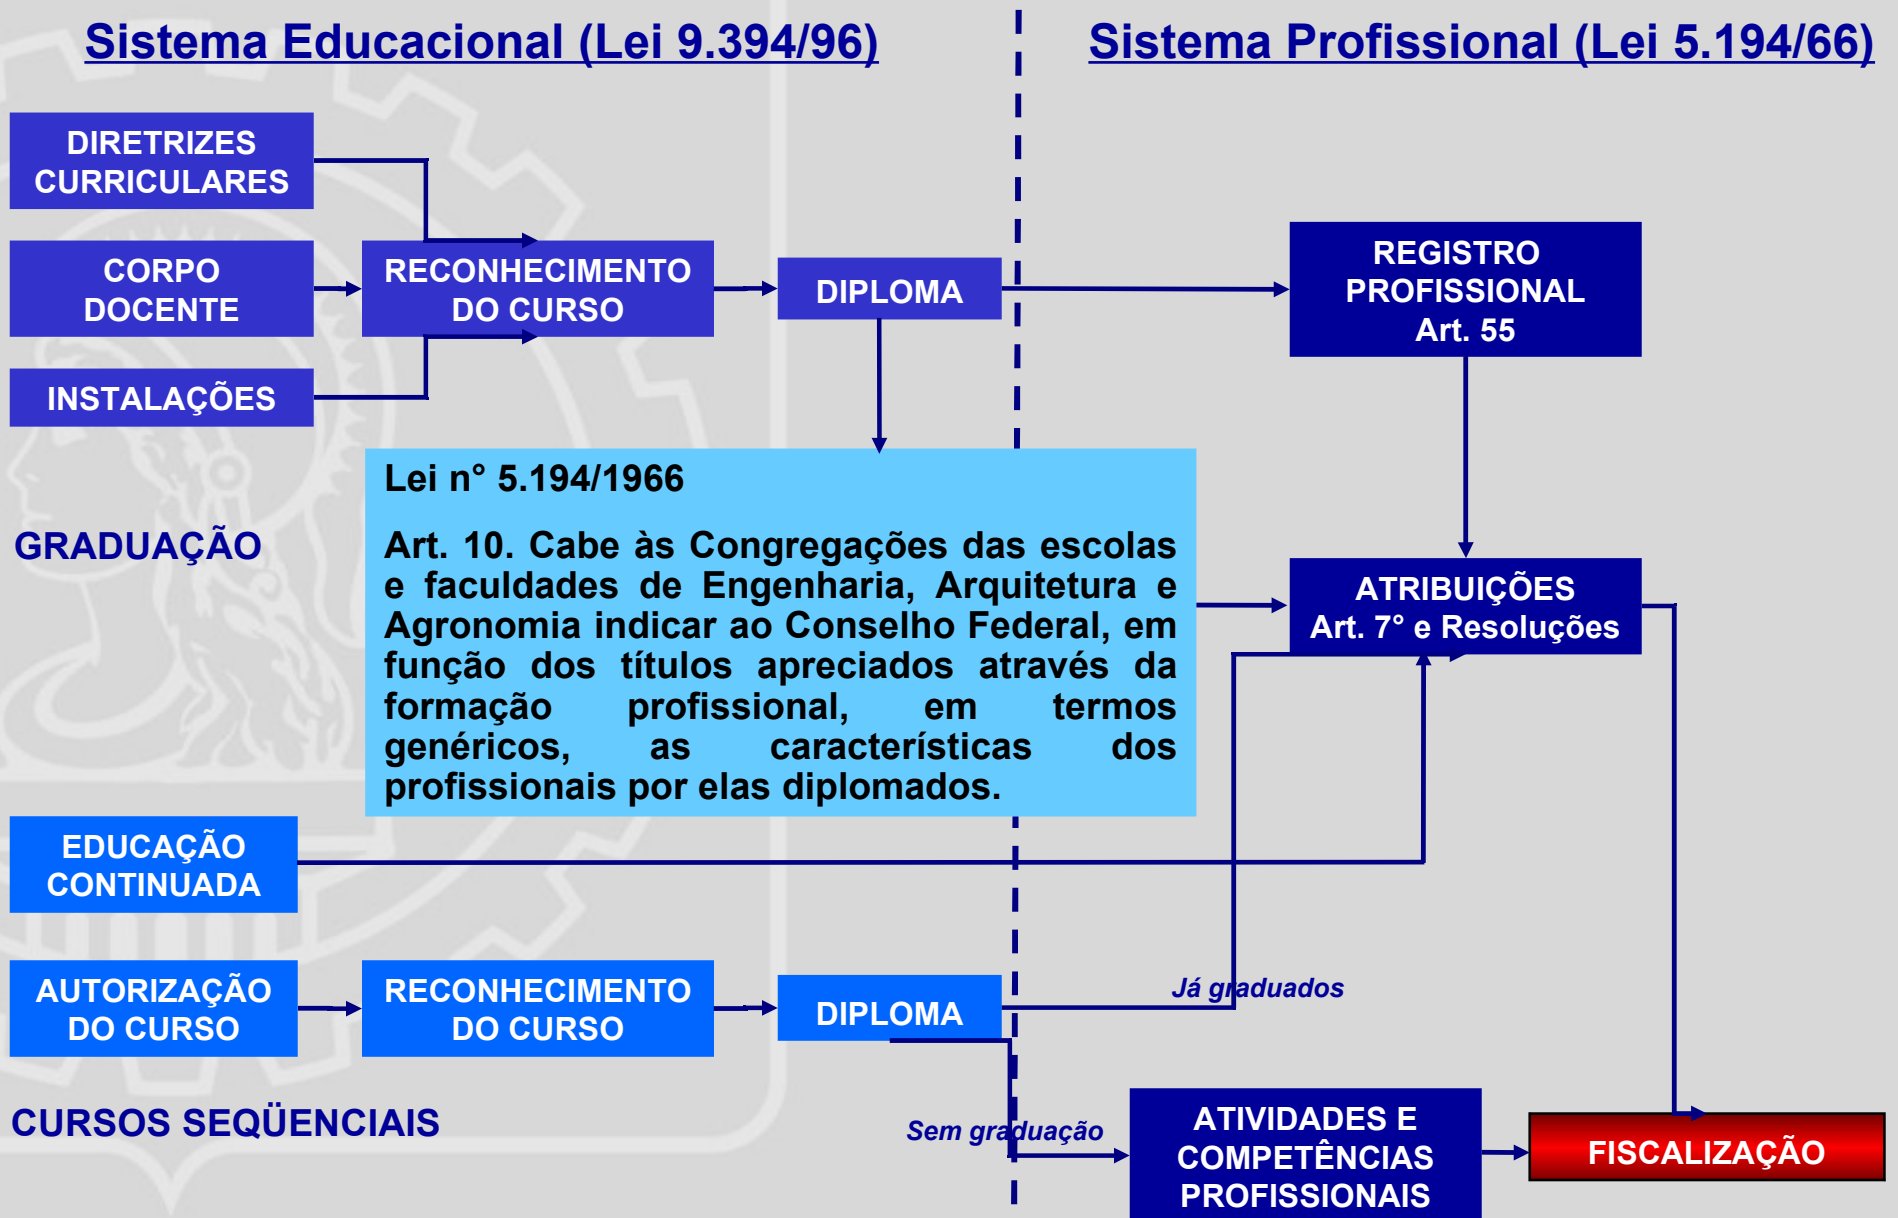 Sistema Educacional (Lei 9.394/96)
Sistema Profissional (Lei 5.194/66)
DIRETRIZES
CURRICULARES
CORPO
DOCENTE
INSTALAÇÕES
RECONHECIMENTO
DO CURSO
DIPLOMA
REGISTRO
PROFISSIONAL
Art. 55
GRADUAÇÃO
Lei n° 5.194/1966
Art. 10. Cabe às Congregações das escolas
e faculdades de Engenharia, Arquitetura e
Agronomia indicar ao Conselho Federal, em
função dos títulos apreciados através da
formação profissional, em termos
genéricos, as características dos
profissionais por elas diplomados.
ATRIBUIÇÕES
Art. 7° e Resoluções
EDUCAÇÃO
CONTINUADA
AUTORIZAÇÃO
DO CURSO
RECONHECIMENTO
DO CURSO
DIPLOMA
Já graduados
CURSOS SEQÜENCIAIS
Sem graduação
ATIVIDADES E
COMPETÊNCIAS
PROFISSIONAIS
FISCALIZAÇÃO